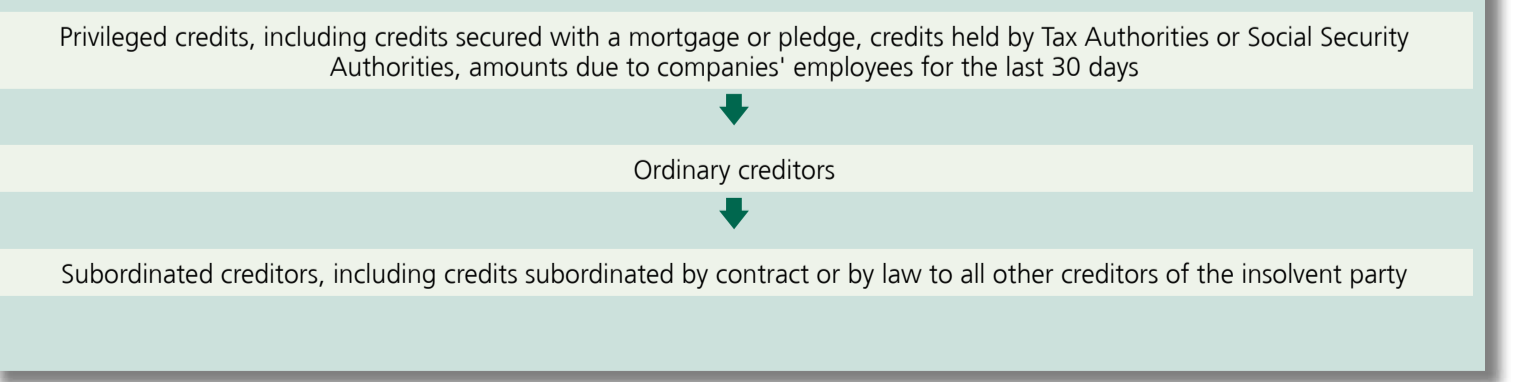 Privileged credits, including credits secured with a mortgage or pledge, credits held by Tax Authorities or Social Security
Authorities, amounts due to companies' employees for the last 30 days
Ordinary creditors
Subordinated creditors, including credits subordinated by contract or by law to all other creditors of the insolvent party